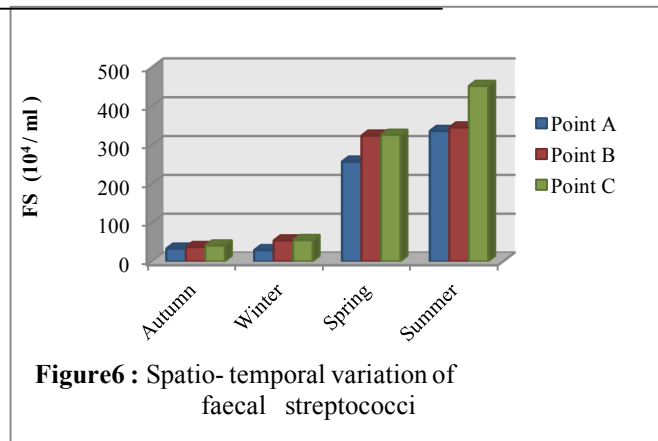 500
400
300
200
100
0
FS (10⁴/ ml )
Autumn
Winter
Spring
Summer
Point A
Point B
Point C
Figure6 : Spatio- temporal variation of
faecal streptococci